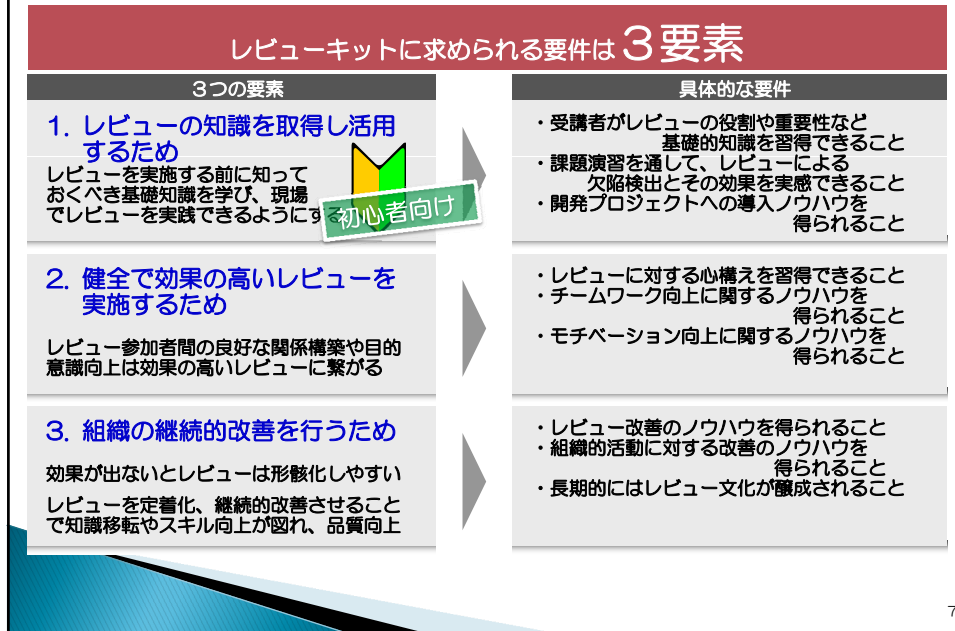 レビューキットに求められる要件は３要素
３つの要素
具体的な要件
1. レビューの知識を取得し活用
するため
レビューを実施する前に知って
おくべき基礎知識を学び、現場
でレビューを実践できるようにする
初心者向け
・受講者がレビューの役割や重要性など
基礎的知識を習得できること
・課題演習を通して、レビューによる
欠陥検出とその効果を実感できること
・開発プロジェクトへの導入ノウハウを
得られること
2. 健全で効果の高いレビューを
実施するため
レビュー参加者間の良好な関係構築や目的
意識向上は効果の高いレビューに繋がる
・レビューに対する心構えを習得できること
・チームワーク向上に関するノウハウを
得られること
・モチベーション向上に関するノウハウを
得られること
3. 組織の継続的改善を行うため
効果が出ないとレビューは形骸化しやすい
レビューを定着化、継続的改善させること
で知識移転やスキル向上が図れ、品質向上
・レビュー改善のノウハウを得られること
・組織的活動に対する改善のノウハウを
得られること
・長期的にはレビュー文化が醸成されること
7